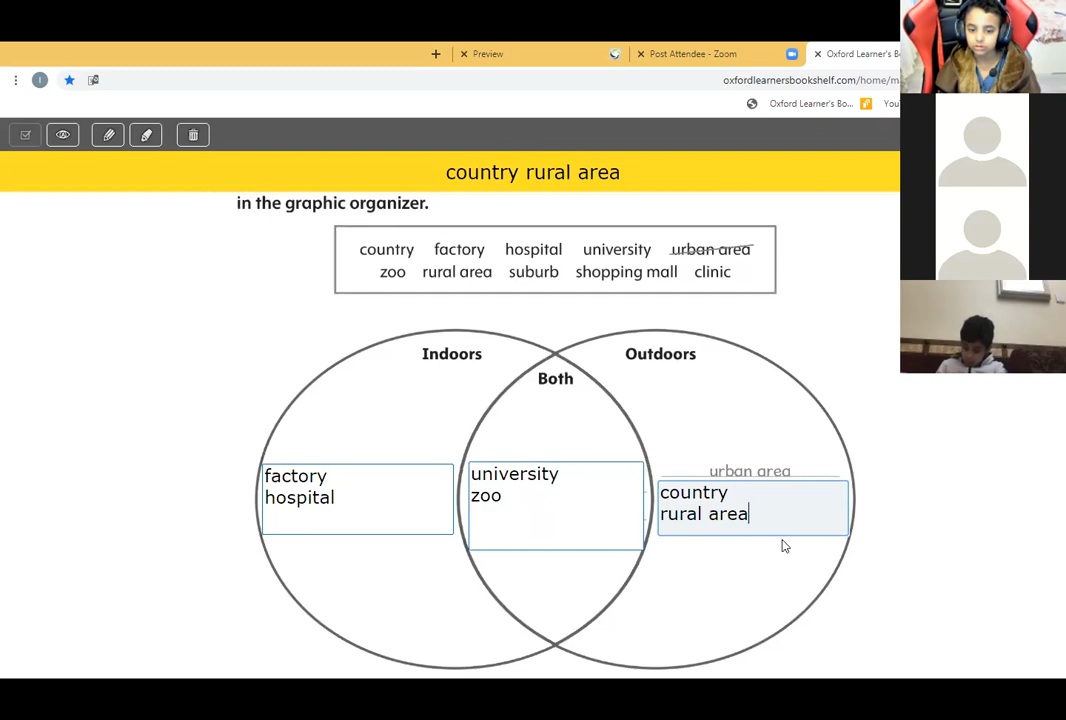 Preview
Post Attendee - Zoom
Oxford Learner's Bo
oxfordlearnersbookshelf.com/home/m
Oxford Learner's Bo...
You
country rural area
in the graphic organizer.
country factory hospital university urban area
zoo rural area suburb shopping mall clinic
Indoors
Outdoors
Both
urban area
factory
hospital
university
zoo
country
rural area